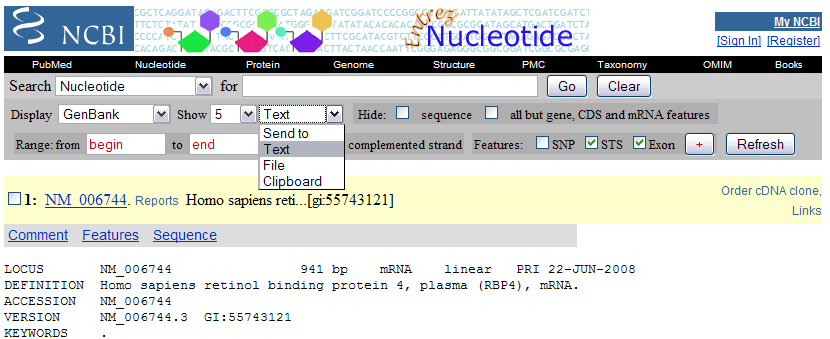 NCBI
Entrez
Nucleotide
My NCBI
[Sign In] [Register]
PubMed Nucleotide Protein Genome Structure PMC Taxonomy OMIM Books
Search Nucleotide for Go Clear
Display GenBank Show 5 Text Hide: sequence all but gene, CDS and mRNA features
Send to
Text
File
Clipboard
Range: from begin to end complemented strand Features: SNP STS Exon + Refresh
1: NM_006744. Reports Homo sapiens reti...[gi:55743121]
Order cDNA clone,
Links
Comment Features Sequence
LOCUS NM_006744 941 bp mRNA linear PRI 22-JUN-2008
DEFINITION Homo sapiens retinol binding protein 4, plasma (RBP4), mRNA.
ACCESSION NM_006744
VERSION NM_006744.3 GI:55743121
KEYWORDS .